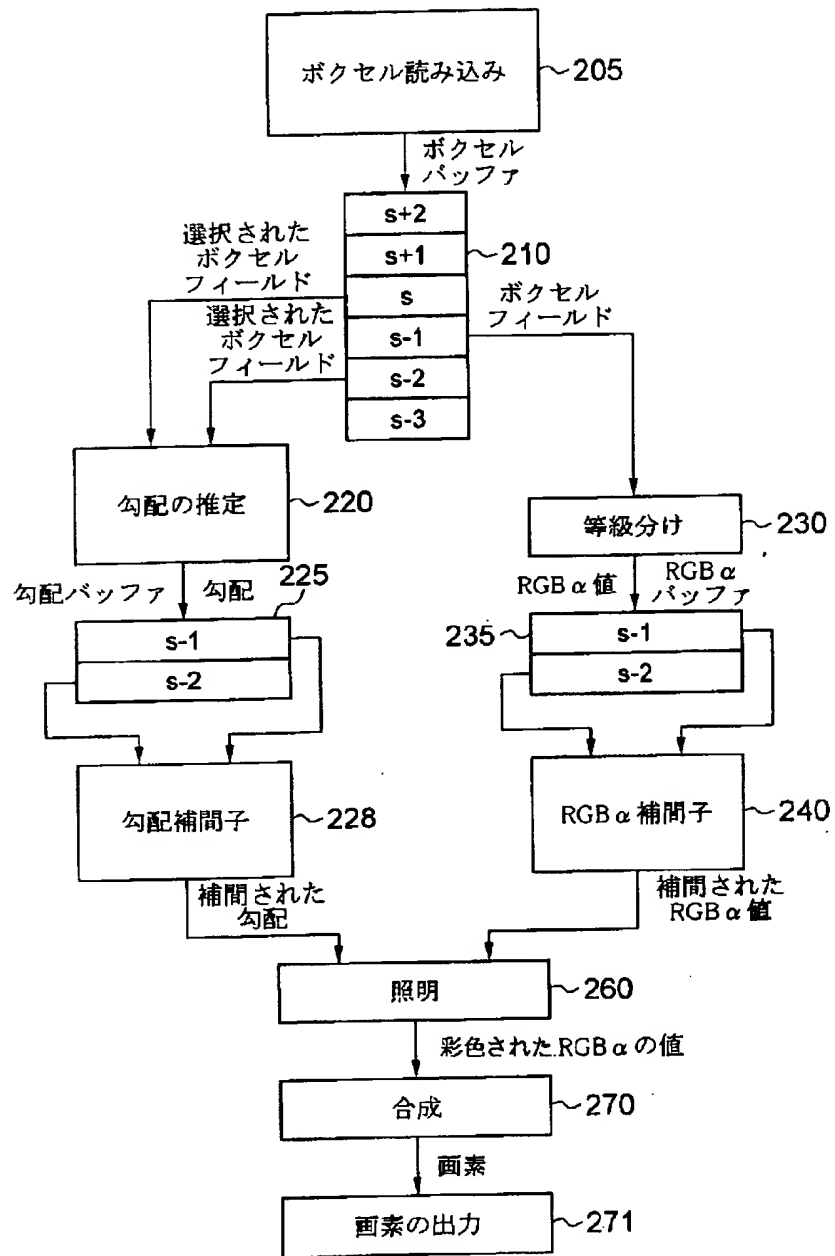 ボクセル読み込み
205
ボクセル
バッファ
s+2
s+1
s
s-1
s-2
s-3
210
選択された
ボクセル
フィールド
選択された
ボクセル
フィールド
ボクセル
フィールド
勾配の推定
220
等級分け
230
勾配バッファ
勾配
225
s-1
s-2
RGBα値
RGBα
バッファ
235
s-1
s-2
勾配補間子
228
RGBα補間子
240
補間された
勾配
補間された
RGBα値
照明
260
彩色されたRGBαの値
合成
270
画素
画素の出力
271